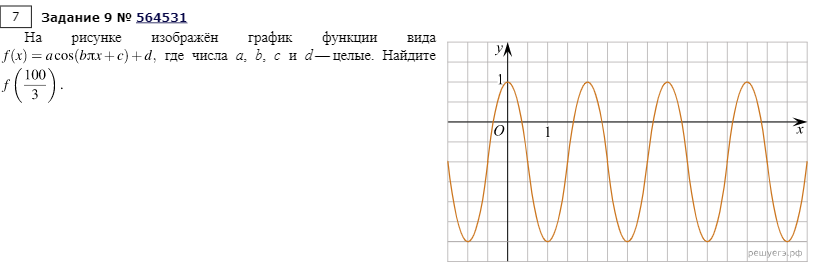 7 Задание 9 № 564531
На рисунке изображён график функции вида
f(x) = a cos(bπx + c) + d, где числа a, b, c и d — целые. Найдите
f(100/3).
y
1
O 1 x
решуегэ.рф